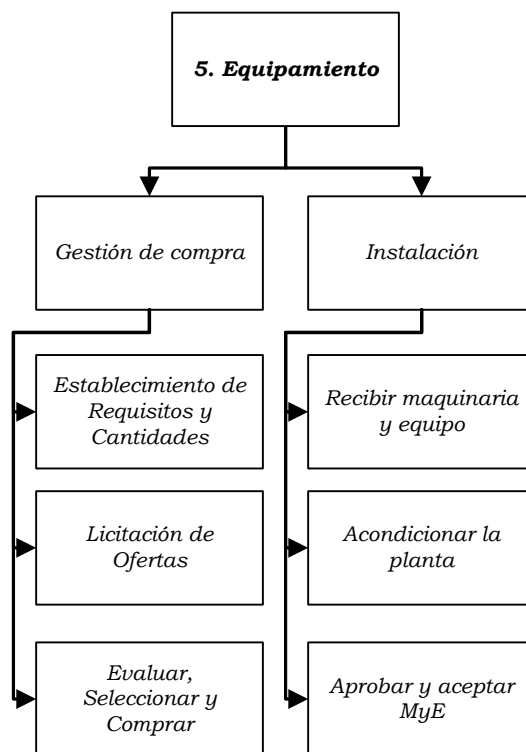 5. Equipamiento
Gestión de compra
Instalación
Establecimiento de
Requisitos y
Cantidades
Recibir maquinaria
y equipo
Licitación de
Ofertas
Acondicionar la
planta
Evaluar,
Seleccionar y
Comprar
Aprobar y aceptar
MyE